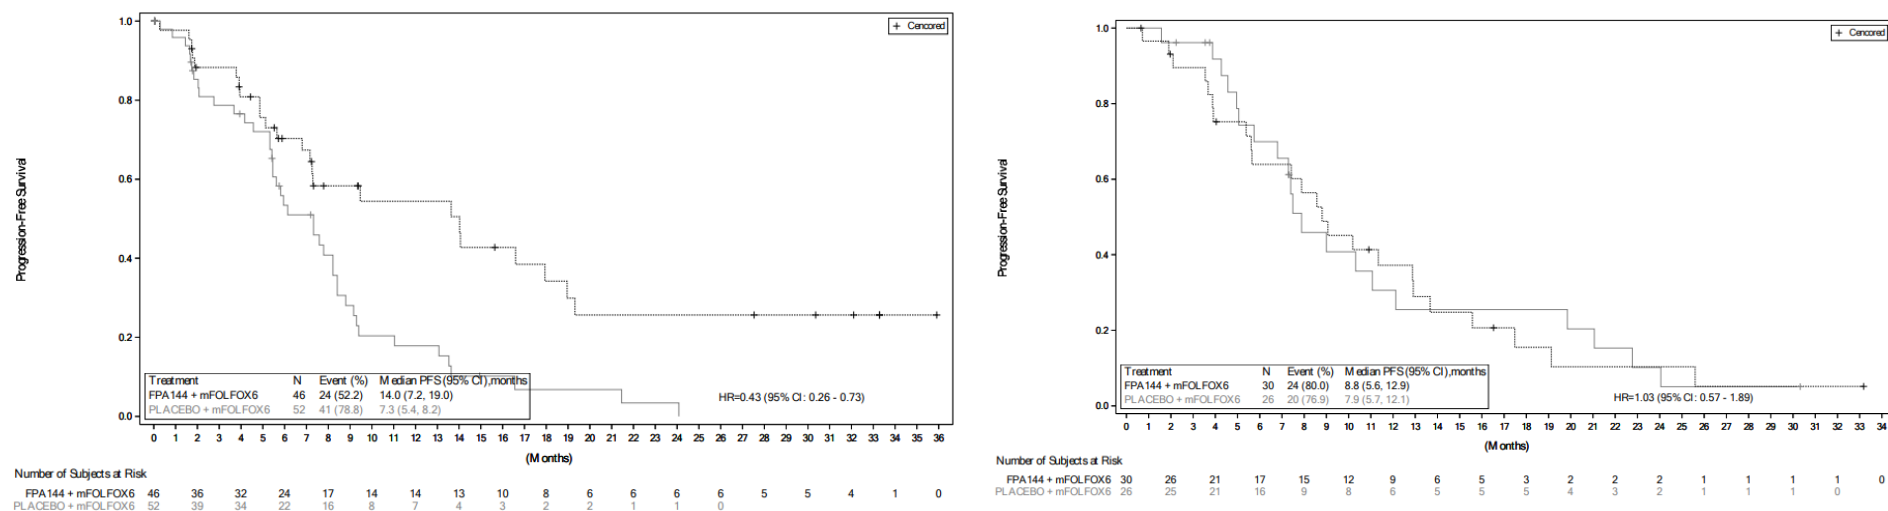 1.0
0.8
0.6
0.4
0.2
0.0
Progression-Free Survival
+ Censored
Treatment N Event (%) Median PFS (95% CI),months
FPA144 + mFOLFOX6 46 24 (52.2) 14.0 (7.2, 19.0)
PLACEBO + mFOLFOX6 52 41 (78.8) 7.3 (5.4, 8.2)
HR=0.43 (95% CI: 0.26 - 0.73)
0 1 2 3 4 5 6 7 8 9 10 11 12 13 14 15 16 17 18 19 20 21 22 23 24 25 26 27 28 29 30 31 32 33 34 35 36
(Months)
Number of Subjects at Risk
FPA144 + mFOLFOX6 46 36 32 24 17 14 14 13 10 8 6 6 6 6 5 5 4 1 0
PLACEBO + mFOLFOX6 52 39 34 22 16 8 7 4 3 2 2 1 1 0
1.0
0.8
0.6
0.4
0.2
0.0
Progression-Free Survival
+ Censored
Treatment N Event (%) Median PFS (95% CI),months
FPA144 + mFOLFOX6 30 24 (80.0) 8.8 (5.6, 12.9)
PLACEBO + mFOLFOX6 26 20 (76.9) 7.9 (5.7, 12.1)
HR=1.03 (95% CI: 0.57 - 1.89)
0 1 2 3 4 5 6 7 8 9 10 11 12 13 14 15 16 17 18 19 20 21 22 23 24 25 26 27 28 29 30 31 32 33 34
(Months)
Number of Subjects at Risk
FPA144 + mFOLFOX6 30 26 21 17 15 12 9 6 5 3 2 2 2 1 1 1 1 0
PLACEBO + mFOLFOX6 26 25 21 16 9 8 6 5 5 5 4 3 2 1 1 1 0